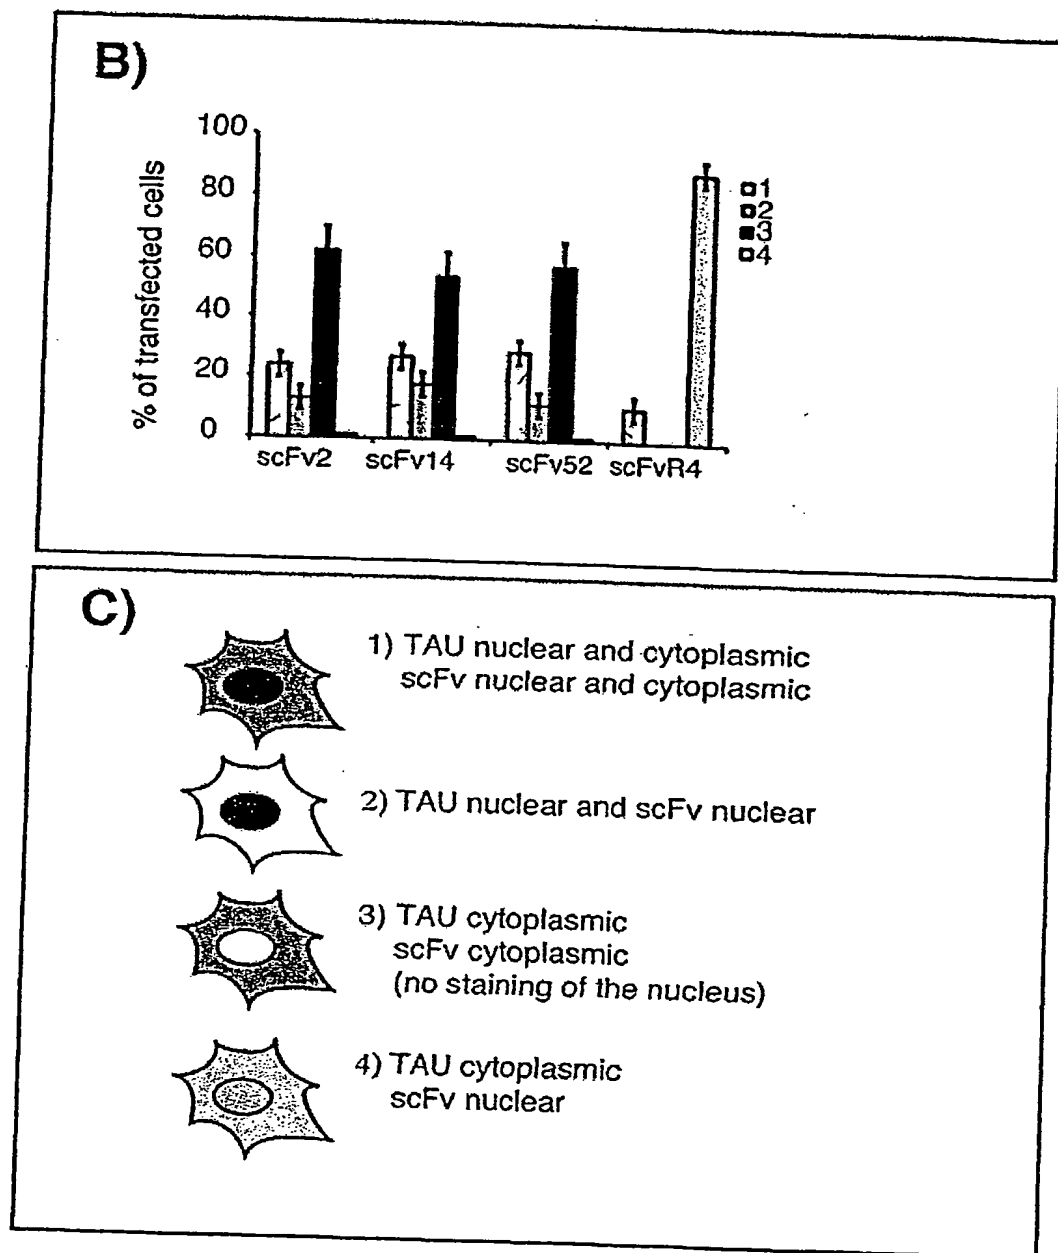 B)
100
80
60
40
20
0
% of transfected cells
scFv2 scFv14 scFv52 scFvR4
1
2
3
4
C)
1) TAU nuclear and cytoplasmic
scFv nuclear and cytoplasmic
2) TAU nuclear and scFv nuclear
3) TAU cytoplasmic
scFv cytoplasmic
(no staining of the nucleus)
4) TAU cytoplasmic
scFv nuclear